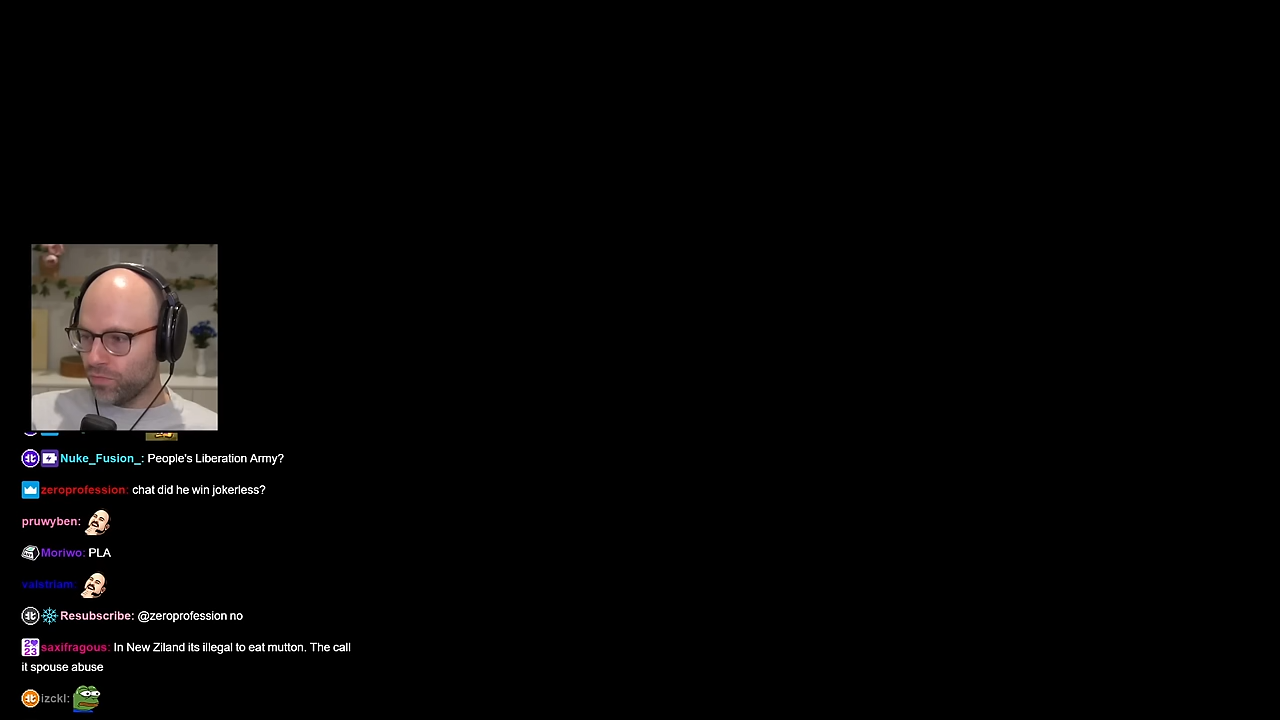 Nuke_Fusion_: People's Liberation Army?
zeroprofession: chat did he win jokerless?
pruwyben:
Moriwo: PLA
valstriam:
Resubscribe: @zeroprofession no
saxifragous: In New Ziland its illegal to eat mutton. The call
it spouse abuse
izcki: